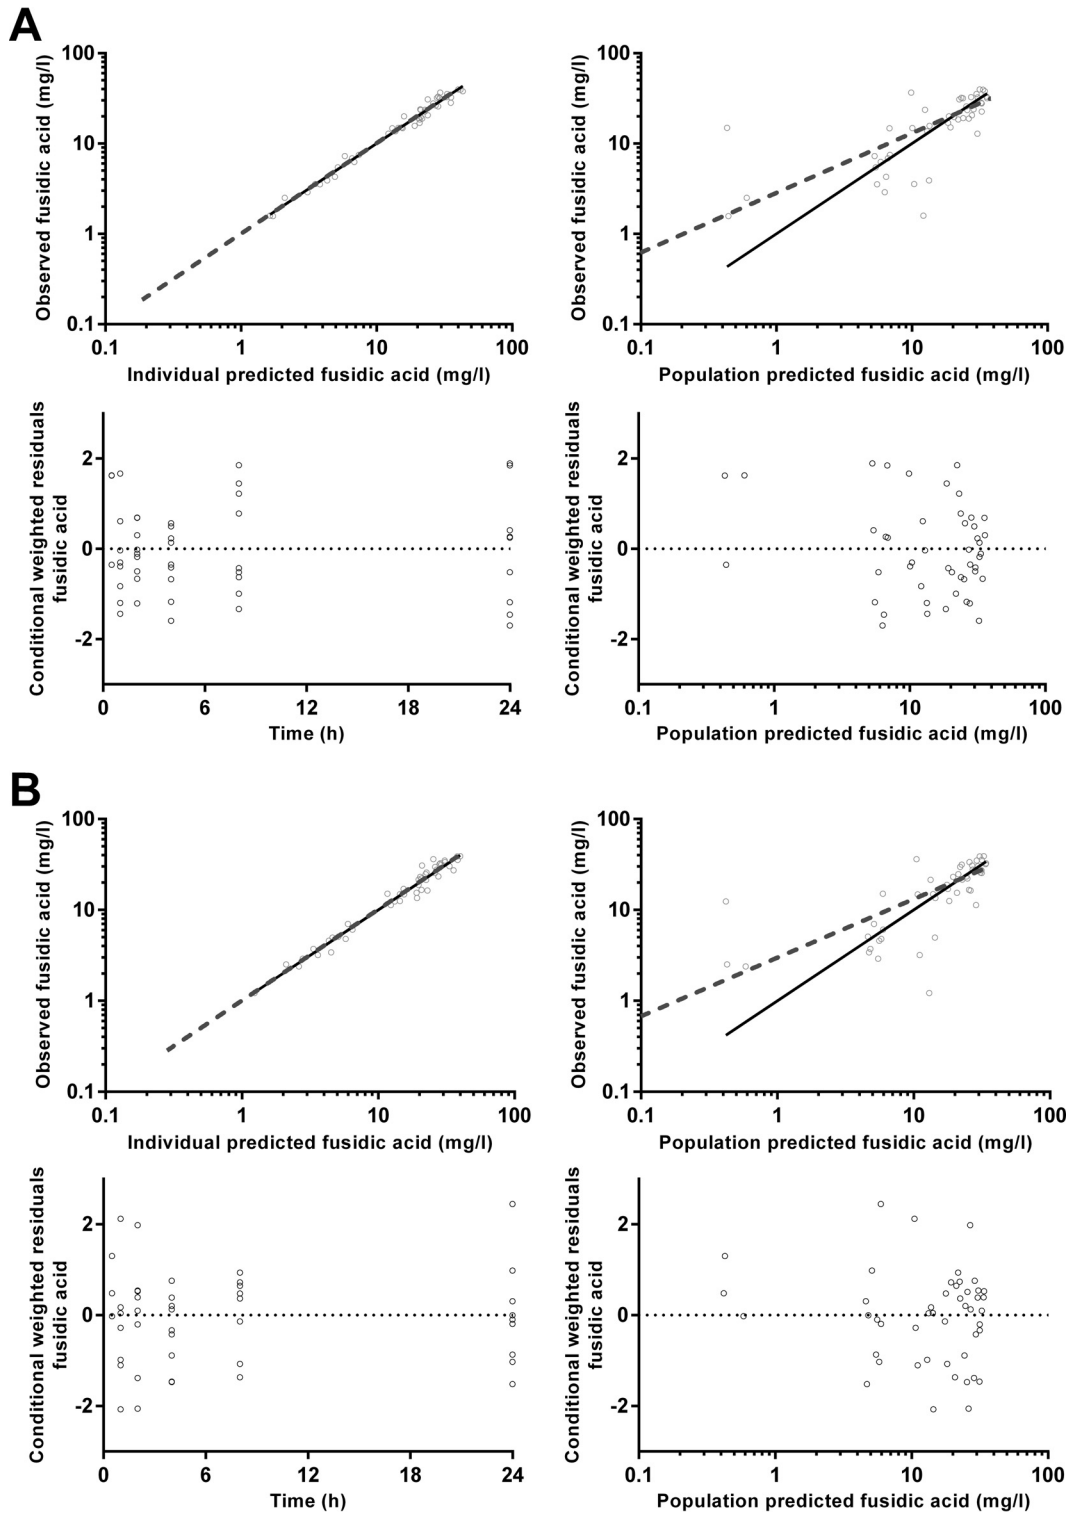 A
Observed fusidic acid (mg/l)
100
10
1
0.1
0.1 1 10 100
Individual predicted fusidic acid (mg/l)
Observed fusidic acid (mg/l)
100
10
1
0.1
0.1 1 10 100
Population predicted fusidic acid (mg/l)
Conditional weighted residuals
fusidic acid
2
0
-2
0 6 12 18 24
Time (h)
Conditional weighted residuals
fusidic acid
2
0
-2
0.1 1 10 100
Population predicted fusidic acid (mg/l)
B
Observed fusidic acid (mg/l)
100
10
1
0.1
0.1 1 10 100
Individual predicted fusidic acid (mg/l)
Observed fusidic acid (mg/l)
100
10
1
0.1
0.1 1 10 100
Population predicted fusidic acid (mg/l)
Conditional weighted residuals
fusidic acid
2
0
-2
0 6 12 18 24
Time (h)
Conditional weighted residuals
fusidic acid
2
0
-2
0.1 1 10 100
Population predicted fusidic acid (mg/l)